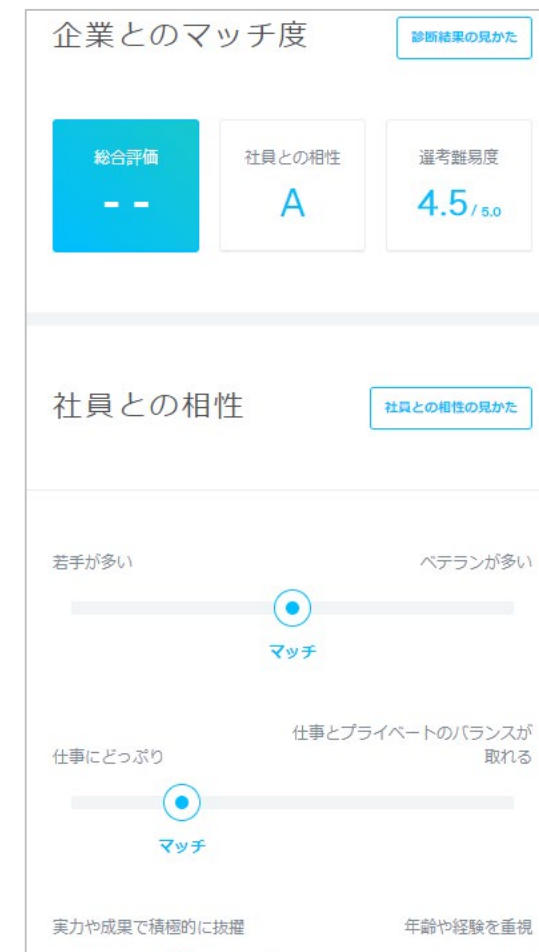 企業とのマッチ度
診断結果の見かた
総合評価
社員との相性
選考難易度
- -
A
4.5/ 5.0
社員との相性
社員との相性の見かた
若手が多い
ベテランが多い
マッチ
仕事にどっぷり
仕事とプライベートのバランスが
取れる
マッチ
実力や成果で積極的に抜擢
年齢や経験を重視